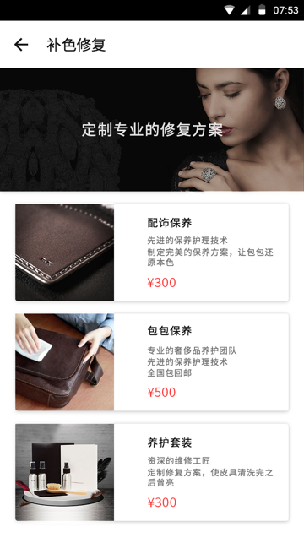 07:53
补色修复
定制专业的修复方案
配饰保养
先进的保养护理技术
制定完美的保养方案，让包包还
原本色
¥300
包包保养
专业的奢侈品养护团队
先进的保养护理技术
全国包回邮
¥500
养护套装
资深的维修工匠
定制修复方案，使皮具清洗完之
后曾亮
¥300